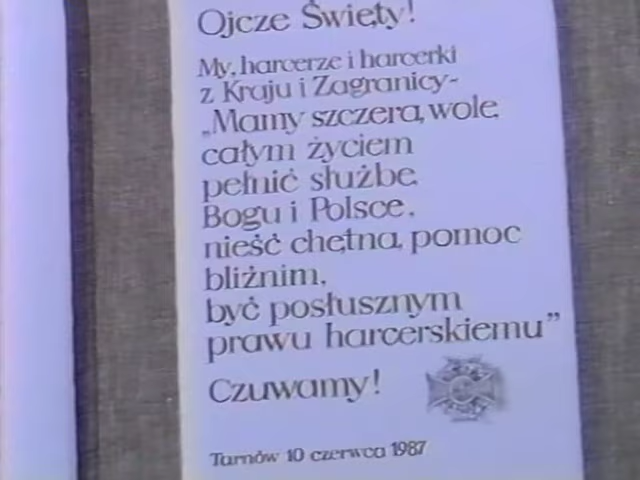 Ojcze Święty!
My, harcerze i harcerki
z Kraju i Zagranicy-
„Mamy szczerą wolę
całym życiem
pełnić służbę
Bogu i Polsce,
nieść chętną pomoc
bliźnim,
być posłusznym
prawu harcerskiemu”
Czuwamy!
Tarnów 10 czerwca 1987